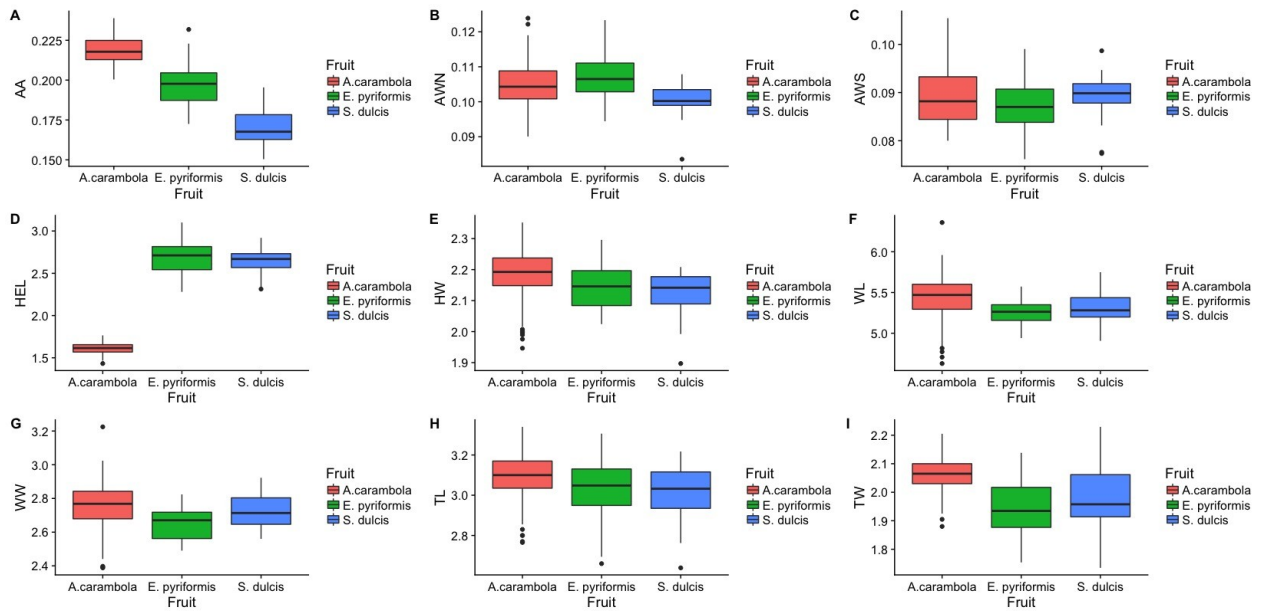 A
0.225
0.200
0.175
0.150
AA
A.carambola E. pyriformis S. dulcis
Fruit
Fruit
A.carambola
E. pyriformis
S. dulcis
B
0.12
0.11
0.10
0.09
AWN
A.carambola E. pyriformis S. dulcis
Fruit
Fruit
A.carambola
E. pyriformis
S. dulcis
C
0.10
0.09
0.08
AWS
A.carambola E. pyriformis S. dulcis
Fruit
Fruit
A.carambola
E. pyriformis
S. dulcis
D
3.0
2.5
2.0
1.5
HEL
A.carambola E. pyriformis S. dulcis
Fruit
Fruit
A.carambola
E. pyriformis
S. dulcis
E
2.3
2.2
2.1
2.0
1.9
HW
A.carambola E. pyriformis S. dulcis
Fruit
Fruit
A.carambola
E. pyriformis
S. dulcis
F
6.0
5.5
5.0
WL
A.carambola E. pyriformis S. dulcis
Fruit
Fruit
A.carambola
E. pyriformis
S. dulcis
G
3.2
3.0
2.8
2.6
2.4
WW
A.carambola E. pyriformis S. dulcis
Fruit
Fruit
A.carambola
E. pyriformis
S. dulcis
H
3.2
3.0
2.8
TL
A.carambola E. pyriformis S. dulcis
Fruit
Fruit
A.carambola
E. pyriformis
S. dulcis
I
2.2
2.1
2.0
1.9
1.8
TW
A.carambola E. pyriformis S. dulcis
Fruit
Fruit
A.carambola
E. pyriformis
S. dulcis